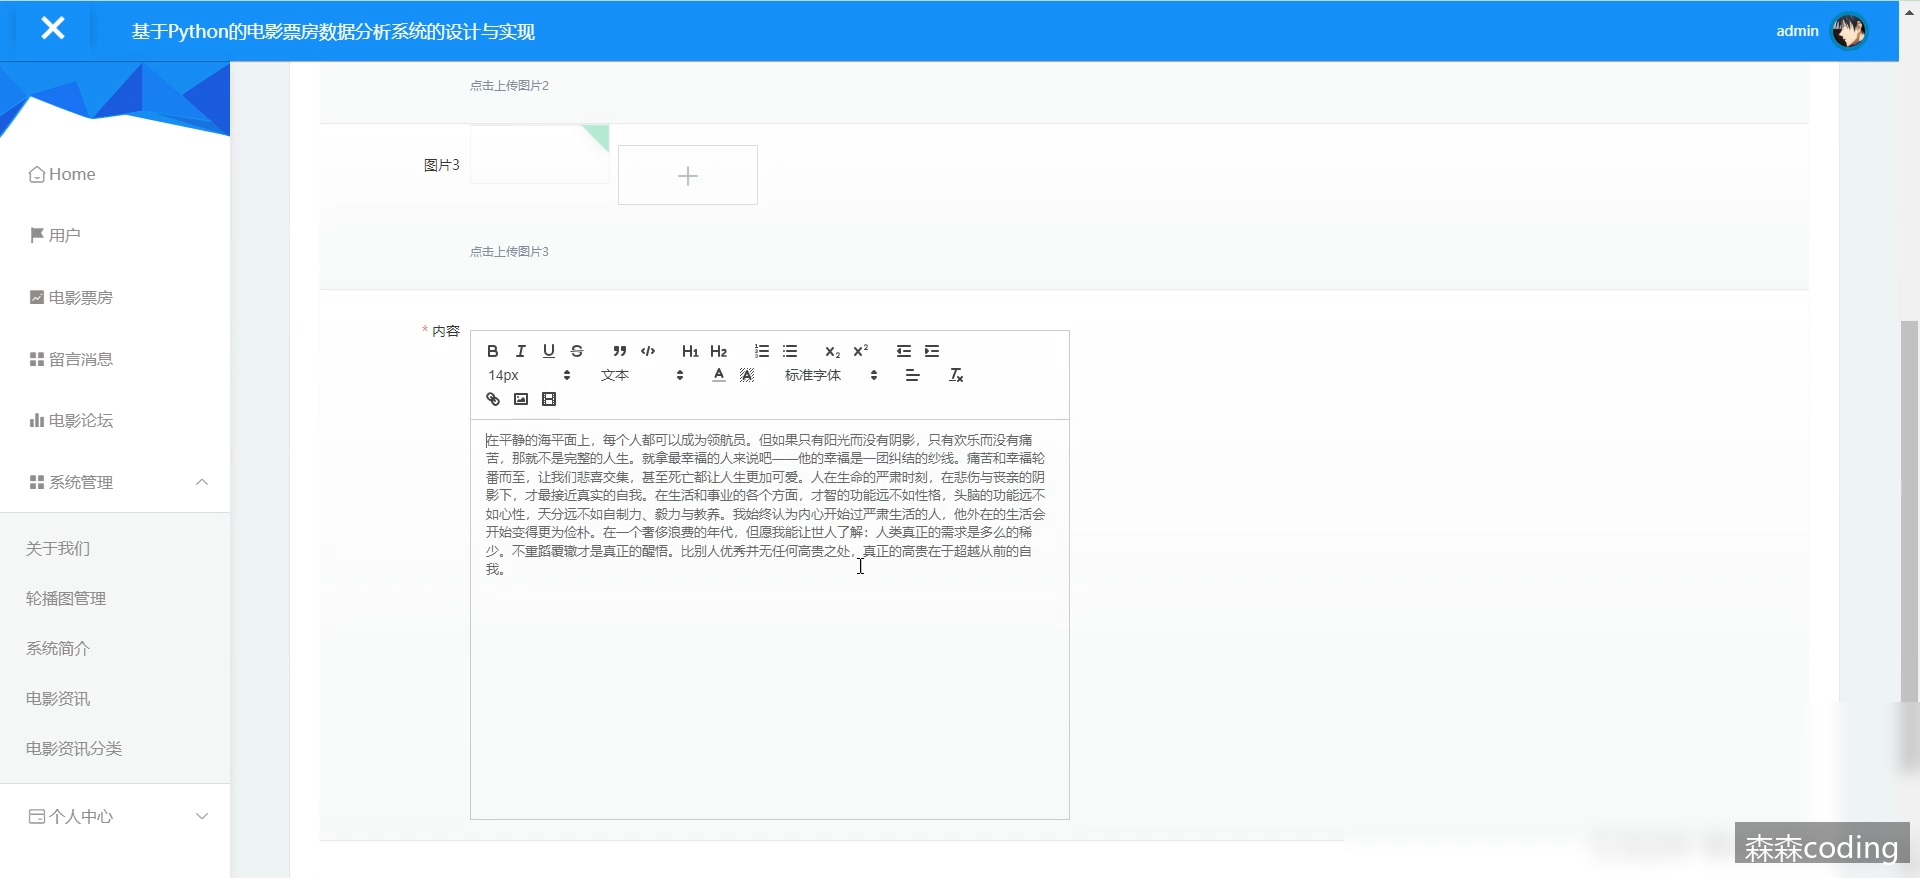 基于Python的电影票房数据分析系统的设计与实现
admin
Home
用户
电影票房
留言消息
电影论坛
系统管理
关于我们
轮播图管理
系统简介
电影资讯
电影资讯分类
个人中心
点击上传图片2
图片3
点击上传图片3
* 内容
B I U S H1 H2 X2 X2
14px 文本 A A 标准字体
在平静的海平面上，每个人都可以成为领航员。但如果只有阳光而没有阴影，只有欢乐而没有痛
苦，那就不是完整的人生。就拿最幸福的人来说吧——他的幸福是一团纠结的纱线。痛苦和幸福轮
番而至，让我们悲喜交集，甚至死亡都让人生更加可爱。人在生命的严肃时刻，在悲伤与丧亲的阴
影下，才最接近真实的自我。在生活和事业的各个方面，才智的功能远不如性格，头脑的功能远不
如心性，天分远不如自制力、毅力与教养。我始终认为内心开始过严肃生活的人，他外在的生活会
开始变得更为俭朴。在一个奢侈浪费的年代，但愿我能让世人了解：人类真正的需求是多么的稀
少。不重蹈覆辙才是真正的醒悟。比别人优秀并无任何高贵之处，真正的高贵在于超越从前的自
我。
森森coding